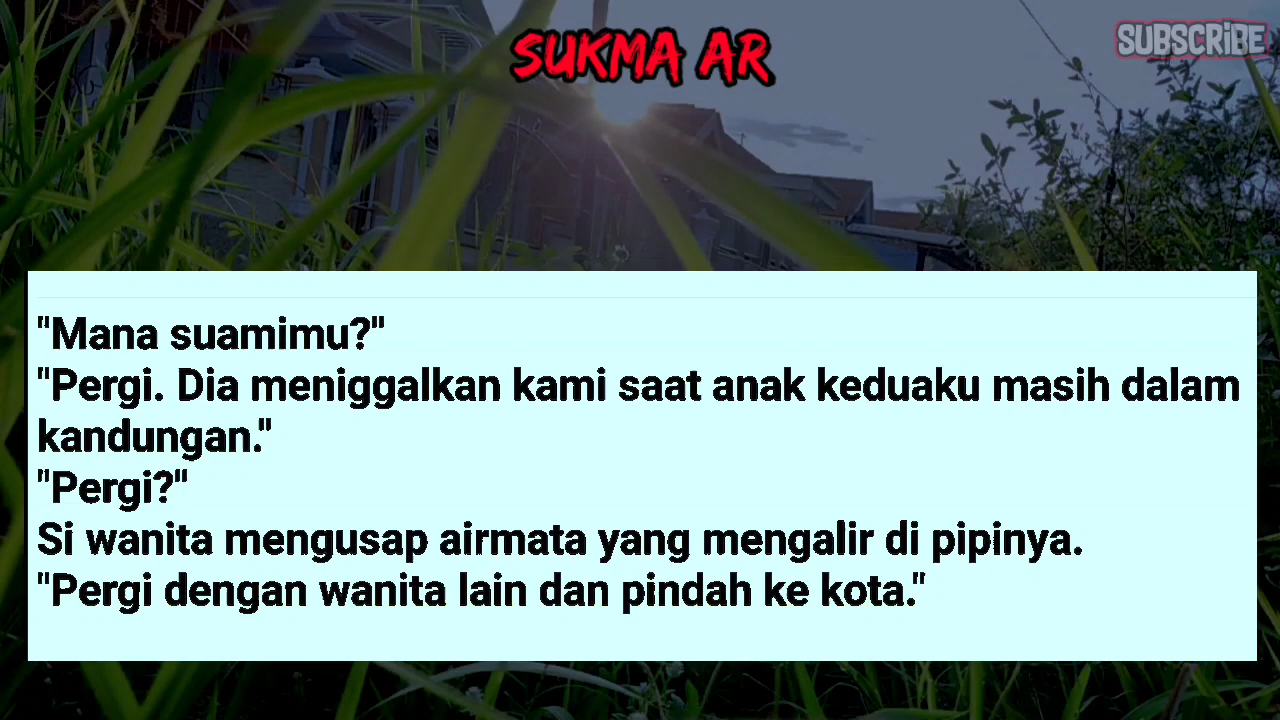 SUKMA AR
SUBSCRiBE
"Mana suamimu?"
"Pergi. Dia meniggalkan kami saat anak keduaku masih dalam
kandungan."
"Pergi?"
Si wanita mengusap airmata yang mengalir di pipinya.
"Pergi dengan wanita lain dan pindah ke kota."